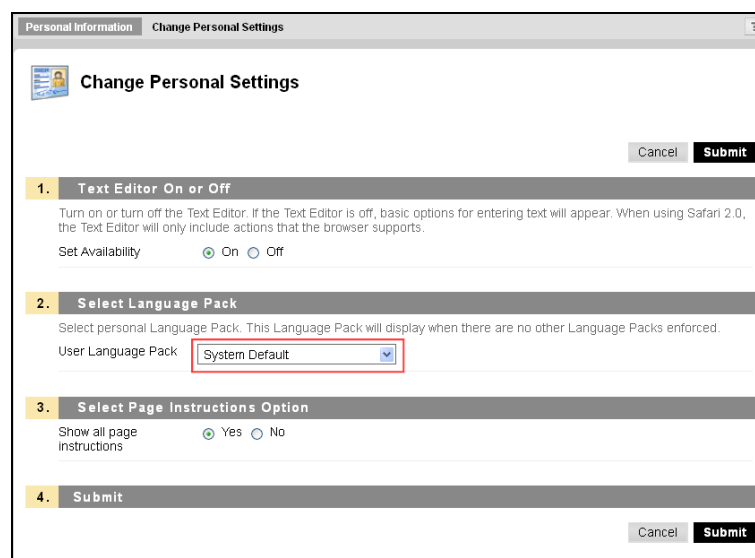 Personal Information Change Personal Settings
?
Change Personal Settings
Cancel Submit
1. Text Editor On or Off
Turn on or turn off the Text Editor. If the Text Editor is off, basic options for entering text will appear. When using Safari 2.0,
the Text Editor will only include actions that the browser supports.
Set Availability On Off
2. Select Language Pack
Select personal Language Pack. This Language Pack will display when there are no other Language Packs enforced.
User Language Pack System Default
3. Select Page Instructions Option
Show all page Yes No
instructions
4. Submit
Cancel Submit